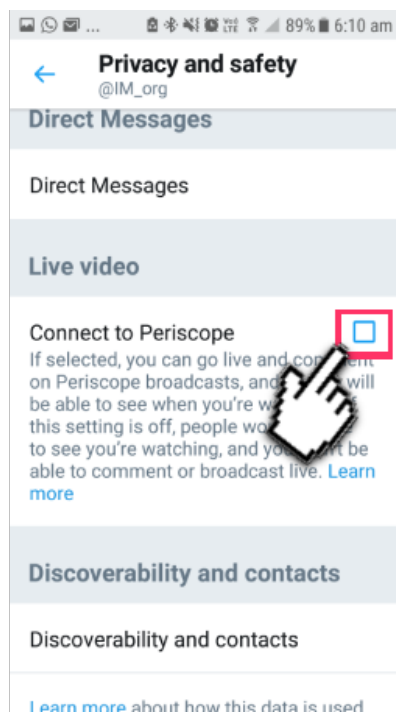 ... 89% 6:10 am
Privacy and safety
@IM_org
Direct Messages
Direct Messages
Live video
Connect to Periscope
If selected, you can go live and
on Periscope broadcasts, and will
be able to see when you're
this setting is off, people
to see you're watching, and be
able to comment or broadcast live. Learn
more
Discoverability and contacts
Discoverability and contacts
Learn more about how this data is used